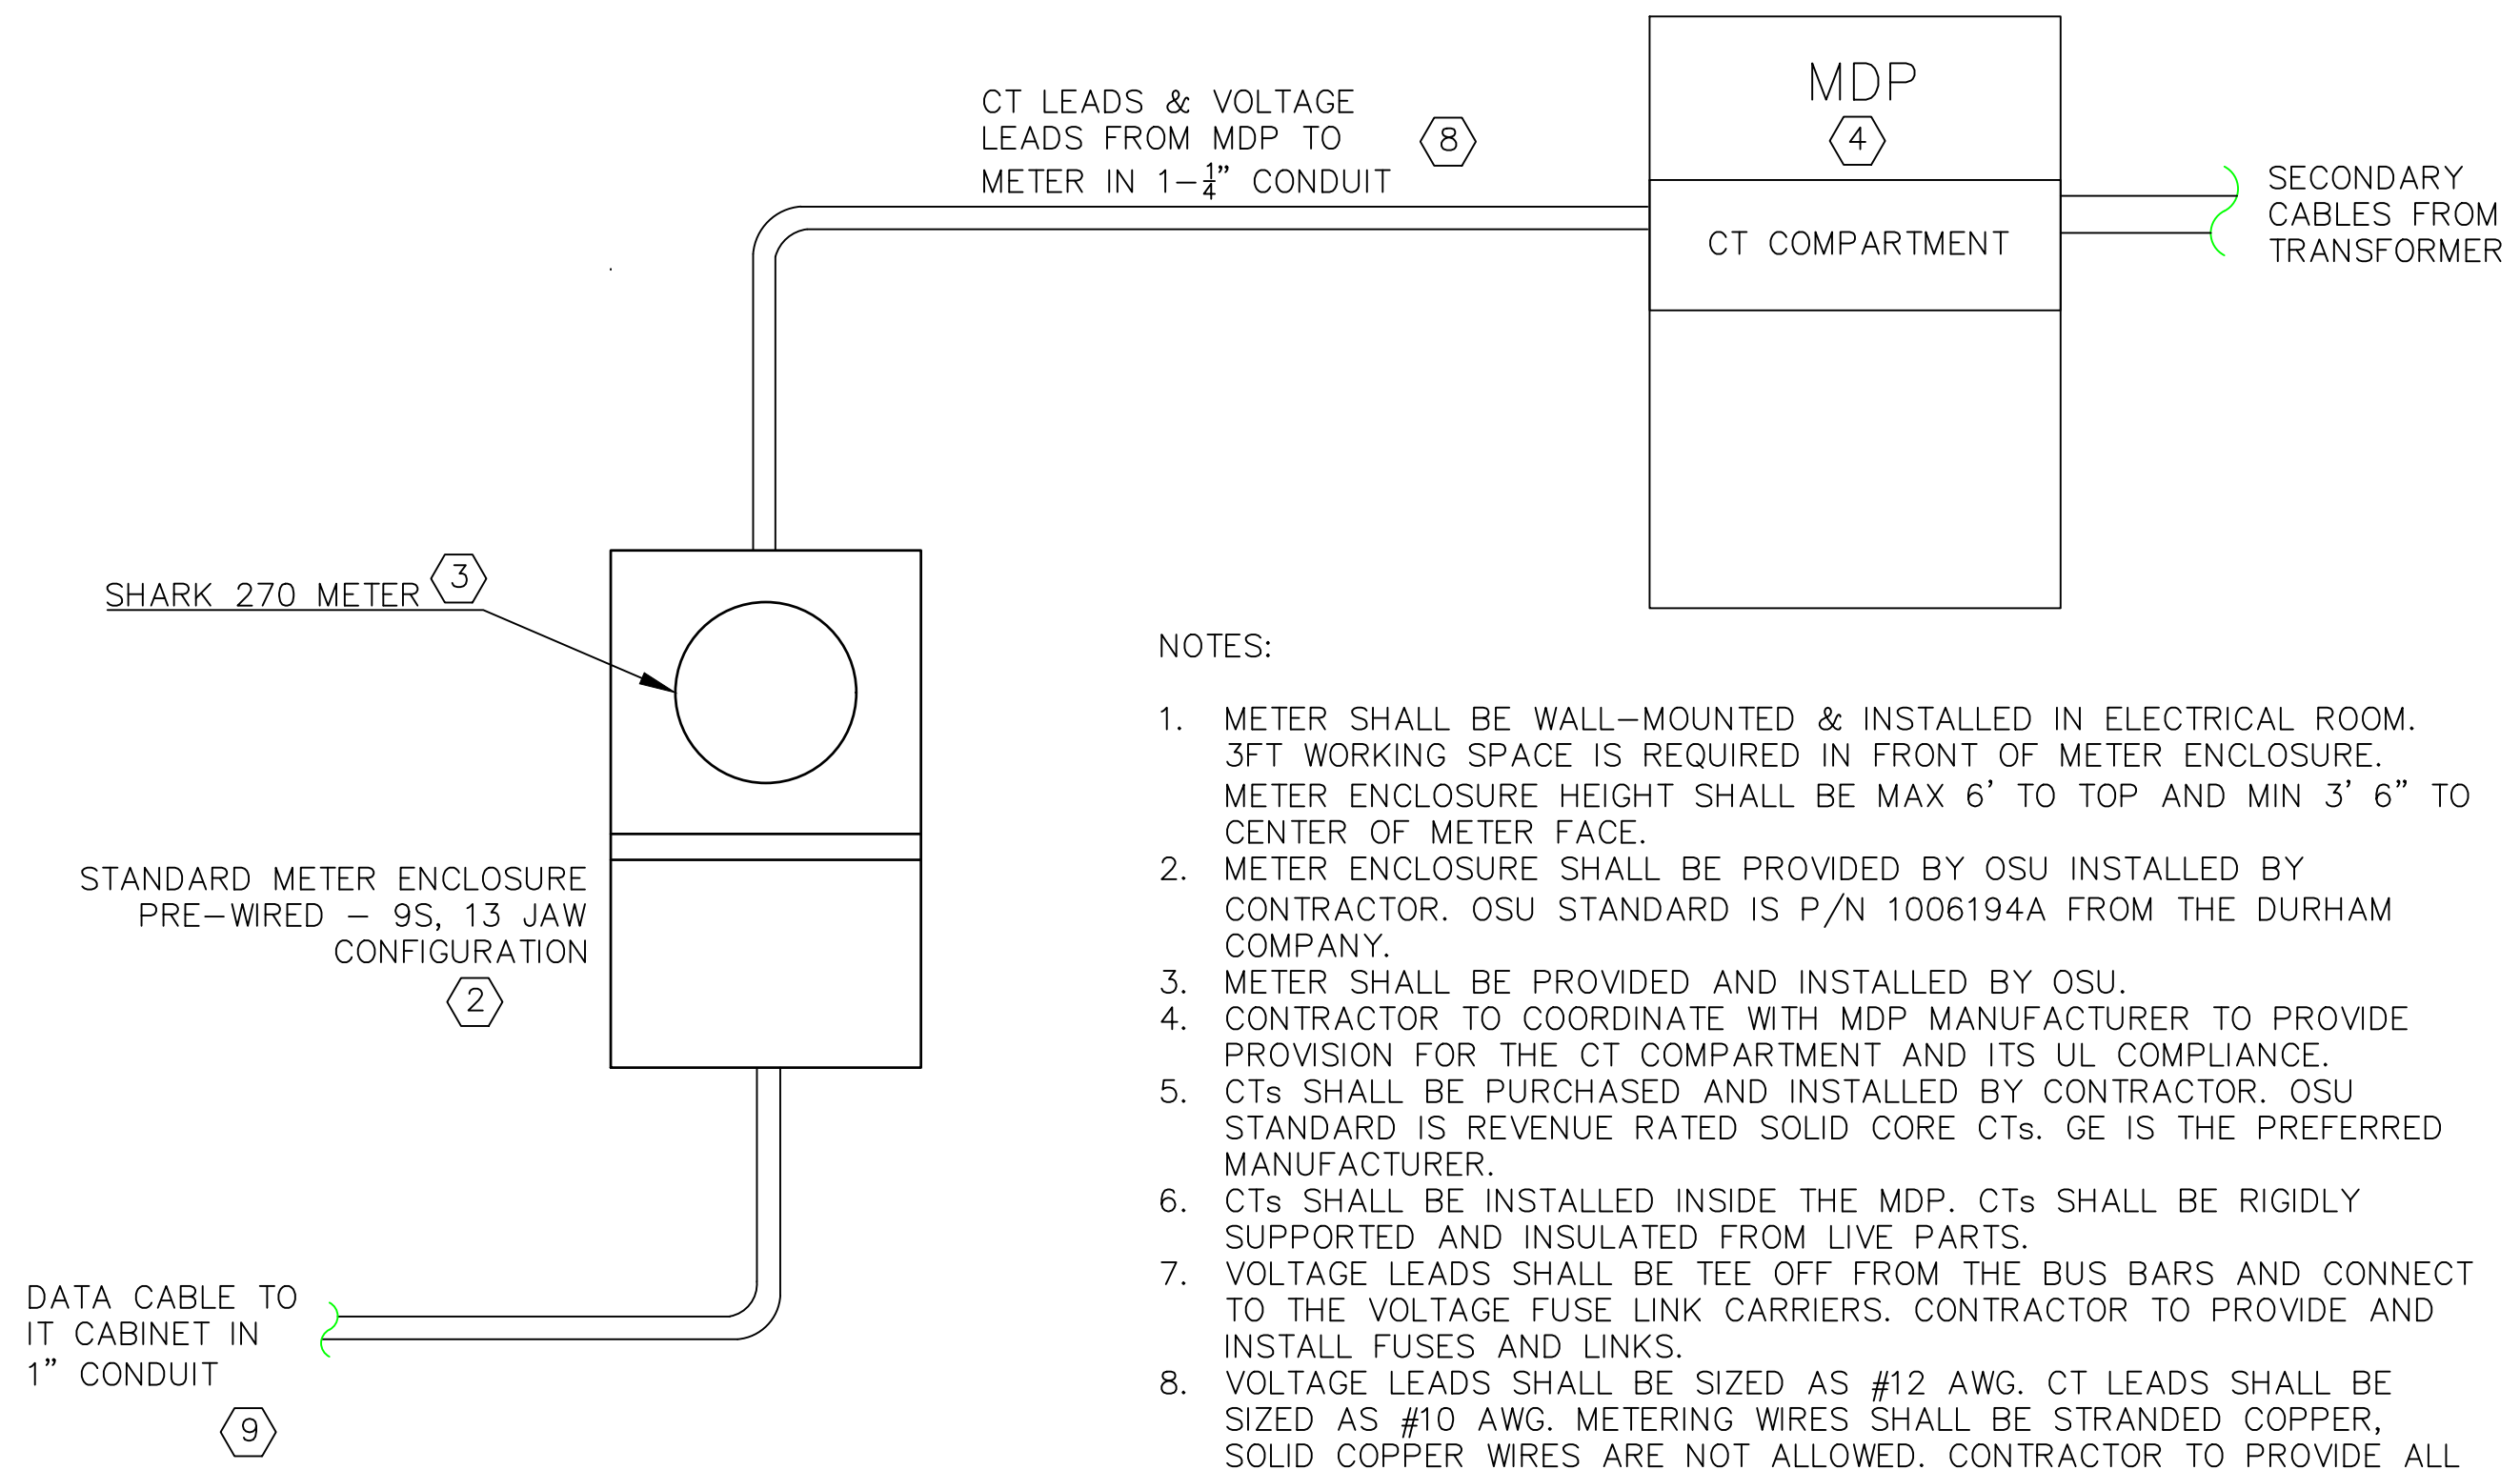 MDP
4
CT LEADS & VOLTAGE
LEADS FROM MDP TO
METER IN 1-1/4" CONDUIT
8
CT COMPARTMENT
SECONDARY
CABLES FROM
TRANSFORMER
SHARK 270 METER
3
STANDARD METER ENCLOSURE
PRE-WIRED - 9S, 13 JAW
CONFIGURATION
2
DATA CABLE TO
IT CABINET IN
1" CONDUIT
9
NOTES:
1. METER SHALL BE WALL-MOUNTED & INSTALLED IN ELECTRICAL ROOM.
3FT WORKING SPACE IS REQUIRED IN FRONT OF METER ENCLOSURE.
METER ENCLOSURE HEIGHT SHALL BE MAX 6' TO TOP AND MIN 3' 6" TO
CENTER OF METER FACE.
2. METER ENCLOSURE SHALL BE PROVIDED BY OSU INSTALLED BY
CONTRACTOR. OSU STANDARD IS P/N 1006194A FROM THE DURHAM
COMPANY.
3. METER SHALL BE PROVIDED AND INSTALLED BY OSU.
4. CONTRACTOR TO COORDINATE WITH MDP MANUFACTURER TO PROVIDE
PROVISION FOR THE CT COMPARTMENT AND ITS UL COMPLIANCE.
5. CTs SHALL BE PURCHASED AND INSTALLED BY CONTRACTOR. OSU
STANDARD IS REVENUE RATED SOLID CORE CTs. GE IS THE PREFERRED
MANUFACTURER.
6. CTs SHALL BE INSTALLED INSIDE THE MDP. CTs SHALL BE RIGIDLY
SUPPORTED AND INSULATED FROM LIVE PARTS.
7. VOLTAGE LEADS SHALL BE TEE OFF FROM THE BUS BARS AND CONNECT
TO THE VOLTAGE FUSE LINK CARRIERS. CONTRACTOR TO PROVIDE AND
INSTALL FUSES AND LINKS.
8. VOLTAGE LEADS SHALL BE SIZED AS #12 AWG. CT LEADS SHALL BE
SIZED AS #10 AWG. METERING WIRES SHALL BE STRANDED COPPER,
SOLID COPPER WIRES ARE NOT ALLOWED. CONTRACTOR TO PROVIDE ALL